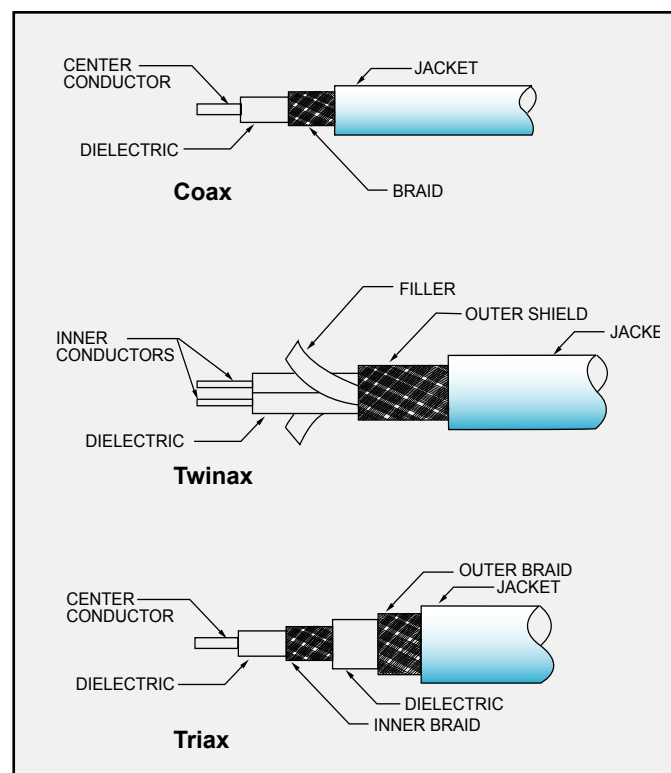 CENTER
CONDUCTOR
JACKET
DIELECTRIC
BRAID
Coax
FILLER
OUTER SHIELD
JACKE
INNER
CONDUCTORS
DIELECTRIC
Twinax
OUTER BRAID
JACKET
CENTER
CONDUCTOR
DIELECTRIC
DIELECTRIC
INNER BRAID
Triax